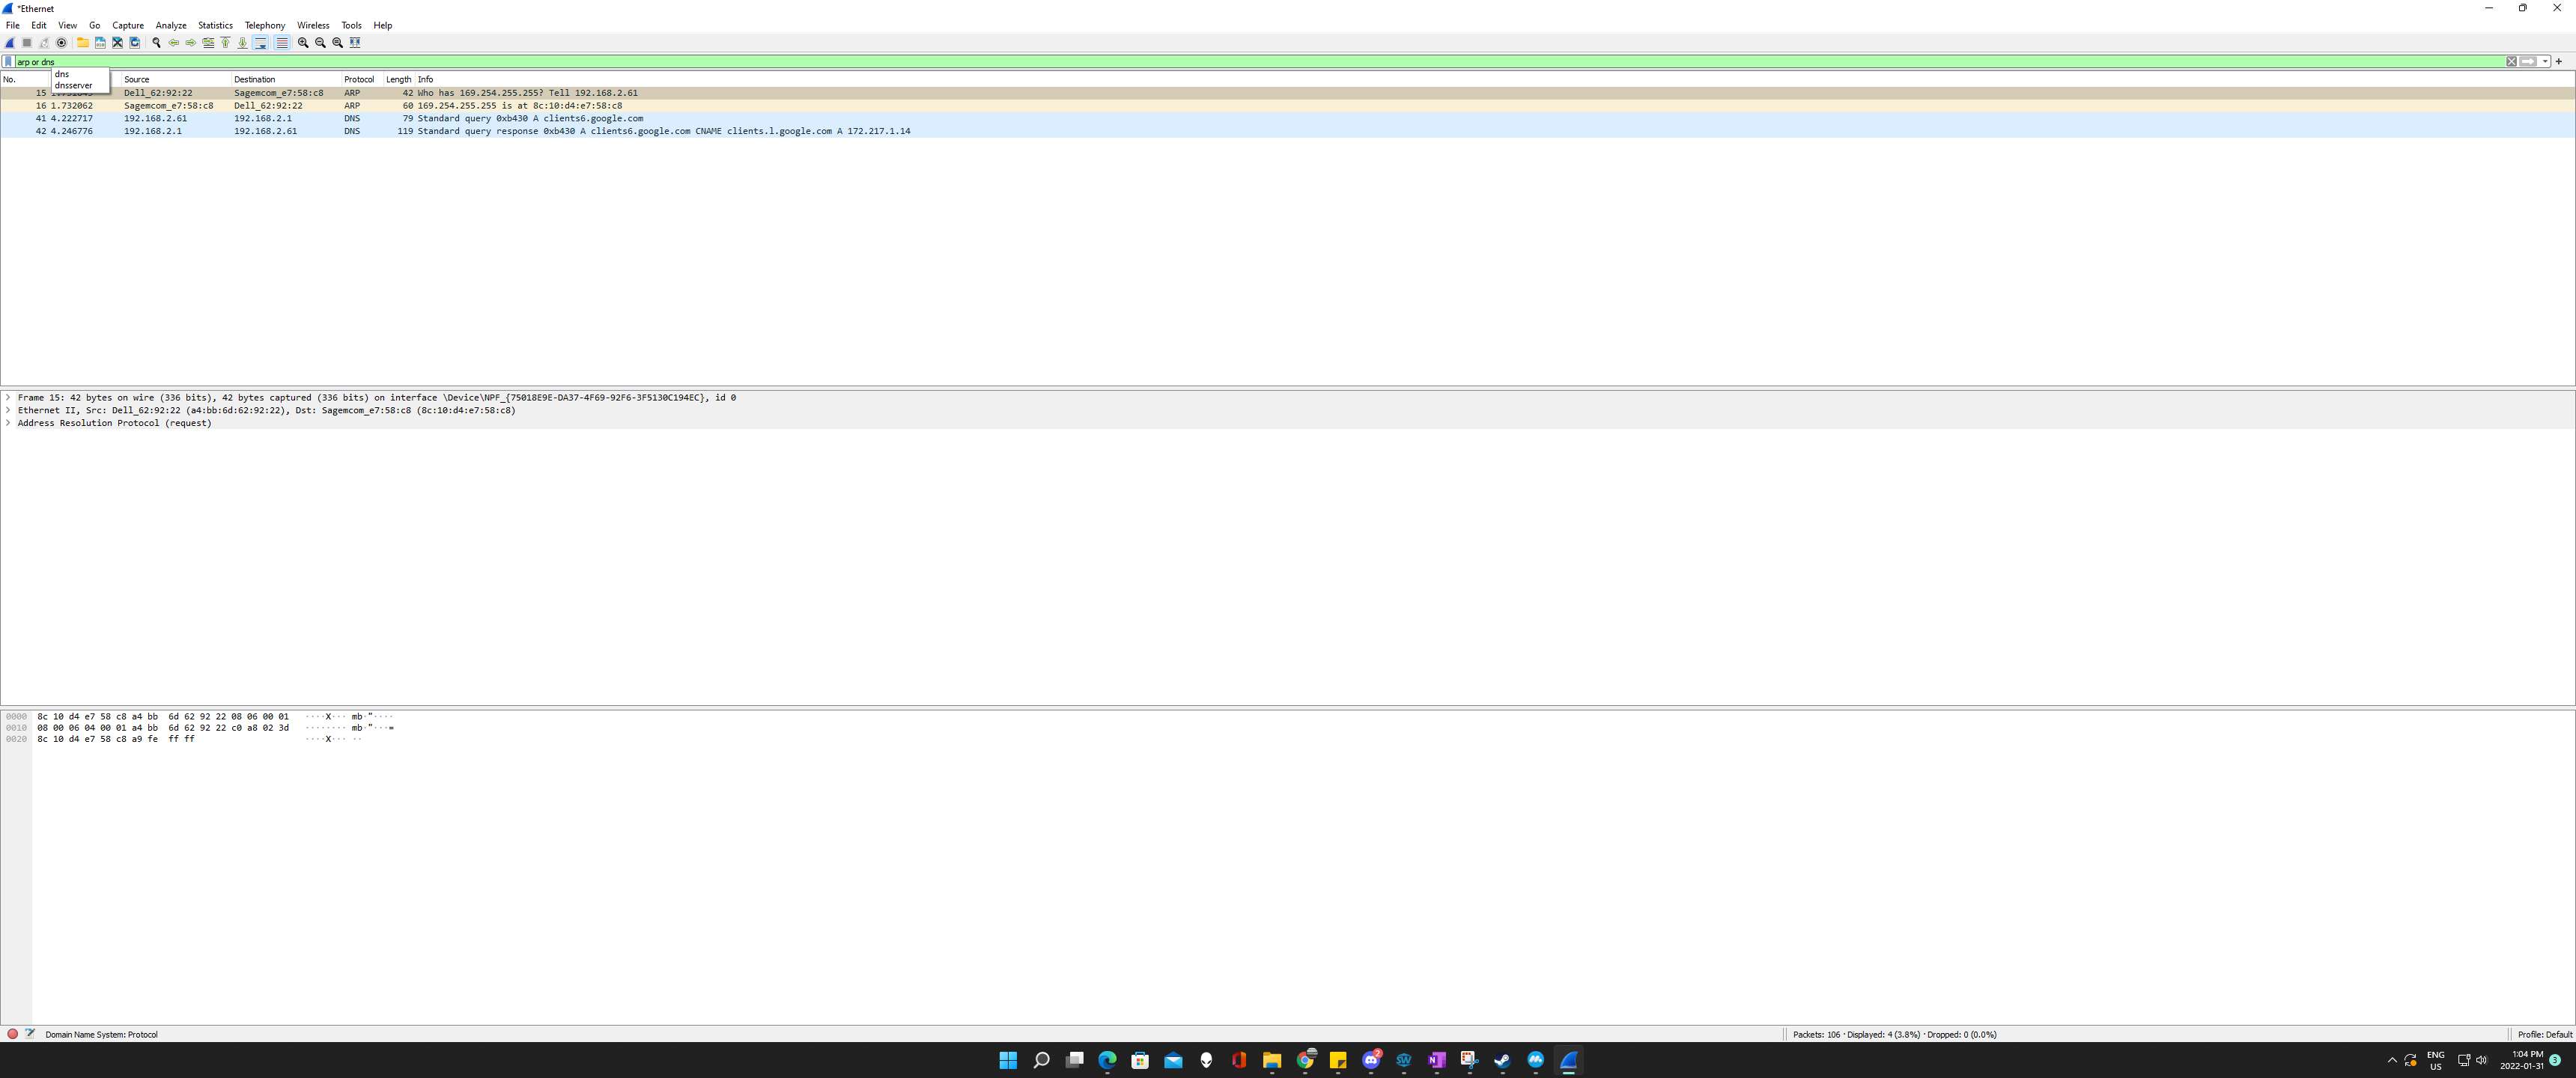 *Ethernet
File Edit View Go Capture Analyze Statistics Telephony Wireless Tools Help
arp or dns
dns
dnsserver
No. Source Destination Protocol Length Info
15 Dell_62:92:22 Sagemcom_e7:58:c8 ARP 42 Who has 169.254.255.255? Tell 192.168.2.61
16 1.732062 Sagemcom_e7:58:c8 Dell_62:92:22 ARP 60 169.254.255.255 is at 8c:10:d4:e7:58:c8
41 4.222717 192.168.2.61 192.168.2.1 DNS 79 Standard query 0xb430 A clients6.google.com
42 4.246776 192.168.2.1 192.168.2.61 DNS 119 Standard query response 0xb430 A clients6.google.com CNAME clients.l.google.com A 172.217.1.14
Frame 15: 42 bytes on wire (336 bits), 42 bytes captured (336 bits) on interface \Device\NPF_{75018E9E-DA37-4F69-92F6-3F5130C194EC}, id 0
Ethernet II, Src: Dell_62:92:22 (a4:bb:6d:62:92:22), Dst: Sagemcom_e7:58:c8 (8c:10:d4:e7:58:c8)
Address Resolution Protocol (request)
0000 8c 10 d4 e7 58 c8 a4 bb 6d 62 92 22 08 06 00 01 ····X··· mb·"····
0010 08 00 06 04 00 01 a4 bb 6d 62 92 22 c0 a8 02 3d ········ mb·"···=
0020 8c 10 d4 e7 58 c8 a9 fe ff ff ····X··· ··
Domain Name System: Protocol
Packets: 106 · Displayed: 4 (3.8%) · Dropped: 0 (0.0%)
Profile: Default
2
ENG
US
1:04 PM
2022-01-31
3